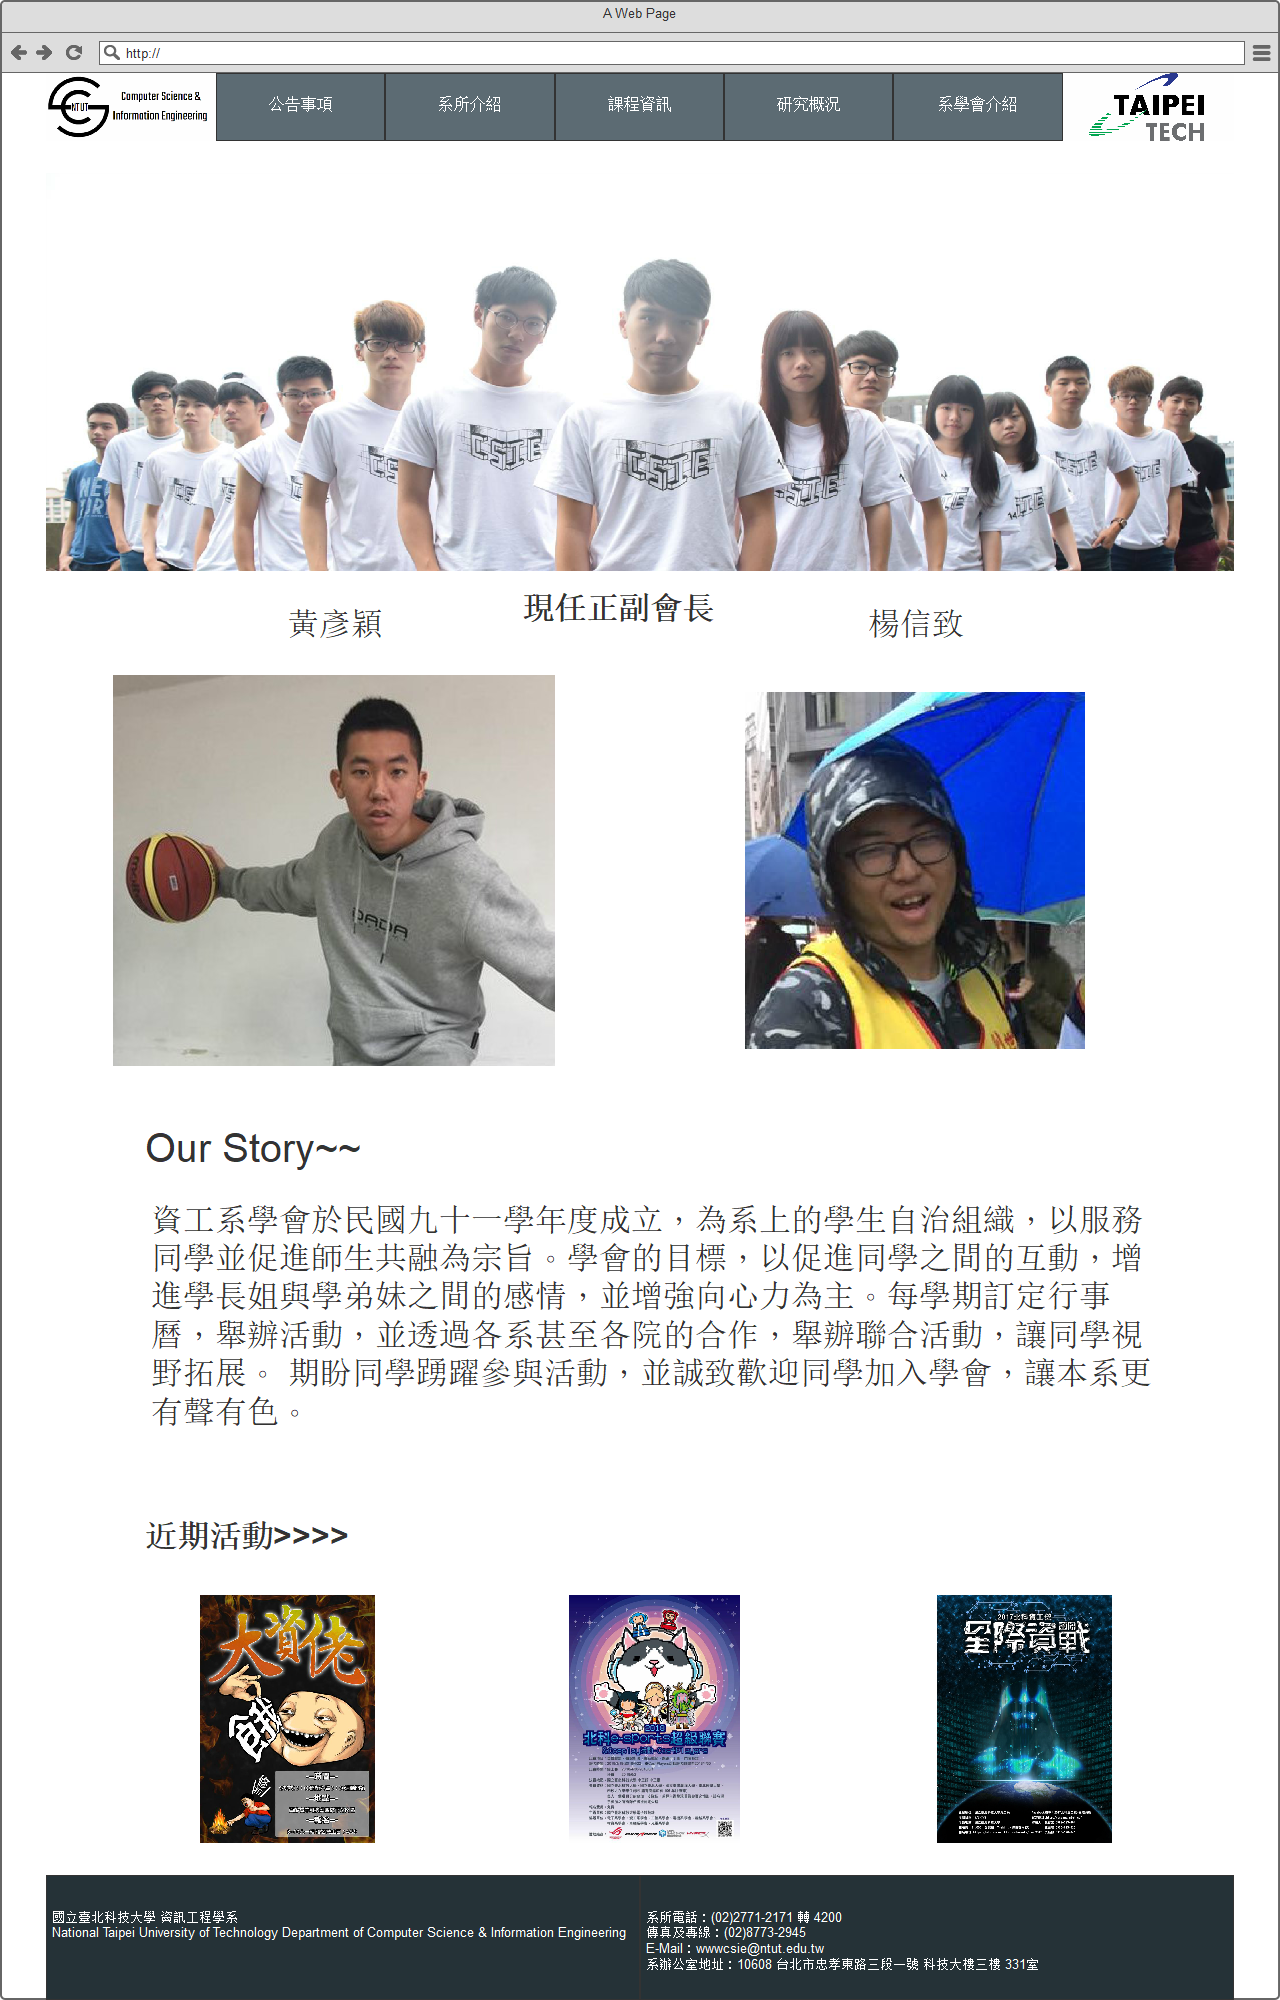 A Web Page
http://
NTUT
Computer Science &
Information Engineering
公告事項
系所介紹
課程資訊
研究概況
系學會介紹
TAIPEI
TECH
CSIE
CSIE
現任正副會長
黃彥穎
楊信致
DADA
Our Story~~
資工系學會於民國九十一學年度成立，為系上的學生自治組織，以服務
同學並促進師生共融為宗旨。學會的目標，以促進同學之間的互動，增
進學長姐與學弟妹之間的感情，並增強向心力為主。每學期訂定行事
曆，舉辦活動，並透過各系甚至各院的合作，舉辦聯合活動，讓同學視
野拓展。 期盼同學踴躍參與活動，並誠致歡迎同學加入學會，讓本系更
有聲有色。
近期活動>>>>
大資佬
餓
2018
北科e-sports超級聯賽
2017北科資工營
星際資戰
國立臺北科技大學 資訊工程學系
National Taipei University of Technology Department of Computer Science & Information Engineering
系所電話：(02)2771-2171 轉 4200
傳真及專線：(02)8773-2945
E-Mail：wwwcsie@ntut.edu.tw
系辦公室地址：10608 台北市忠孝東路三段一號 科技大樓三樓 331室